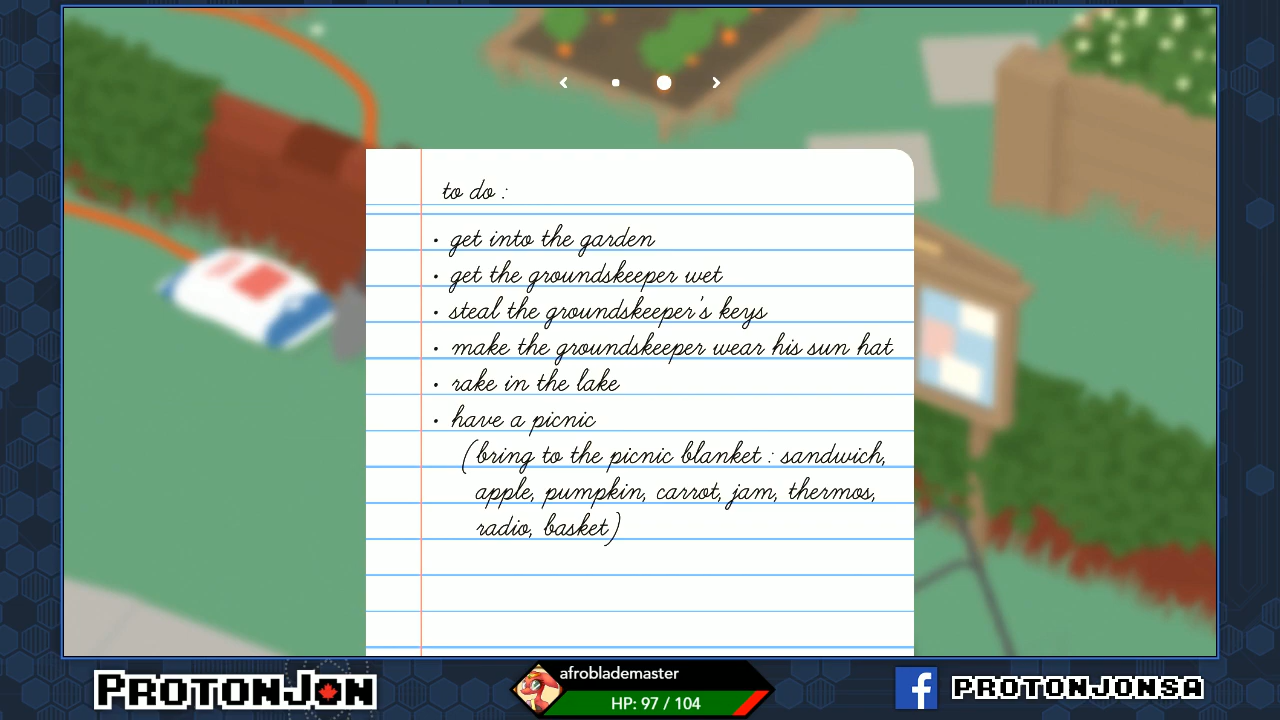 to do :
• get into the garden
• get the groundskeeper wet
• steal the groundskeeper's keys
• make the groundskeeper wear his sun hat
• rake in the lake
• have a picnic
(bring to the picnic blanket : sandwich,
apple, pumpkin, carrot, jam, thermos,
radio, basket)
PROTONJON
afroblademaster
HP: 97 / 104
f PROTONJONSA